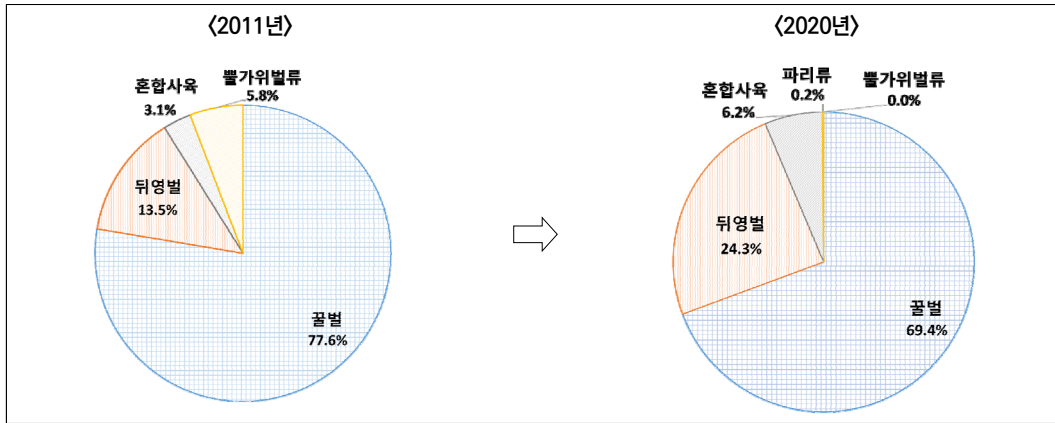 〈2011년〉
혼합사육
3.1%
뿔가위벌류
5.8%
뒤영벌
13.5%
꿀벌
77.6%
〈2020년〉
혼합사육
6.2%
파리류
0.2%
뿔가위벌류
0.0%
뒤영벌
24.3%
꿀벌
69.4%